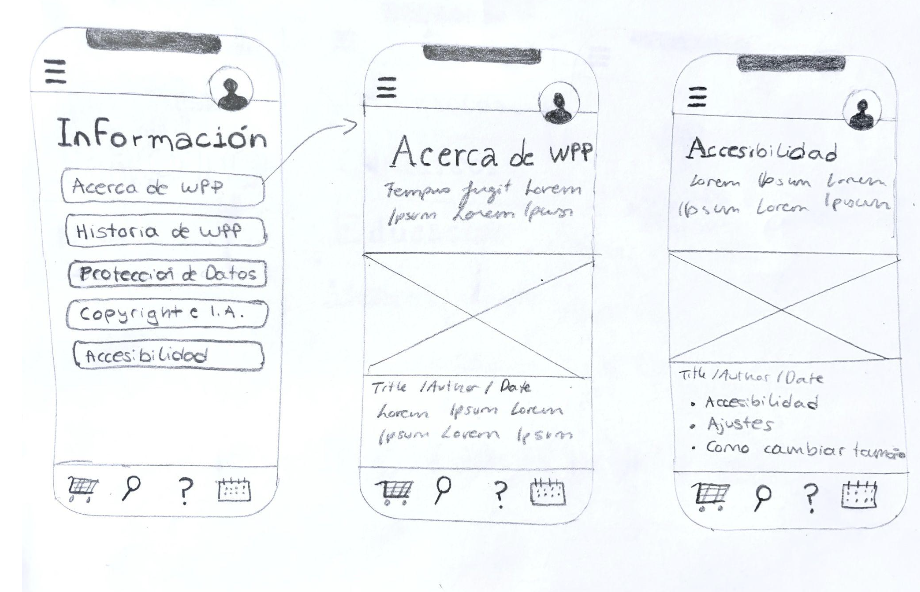 Información
Acerca de WPP
Historia de WPP
Protección de Datos
Copyright e I.A.
Accesibilidad
?
Acerca de WPP
Tempus fugit Lorem
Ipsum Lorem Ipsum
Title / Author / Date
Lorem Ipsum Lorem
Ipsum Lorem Ipsum
?
Accesibilidad
Lorem Ipsum Lorem
Ipsum Lorem Ipsum
Title / Author / Date
• Accesibilidad
• Ajustes
• Como cambiar tamaño
?